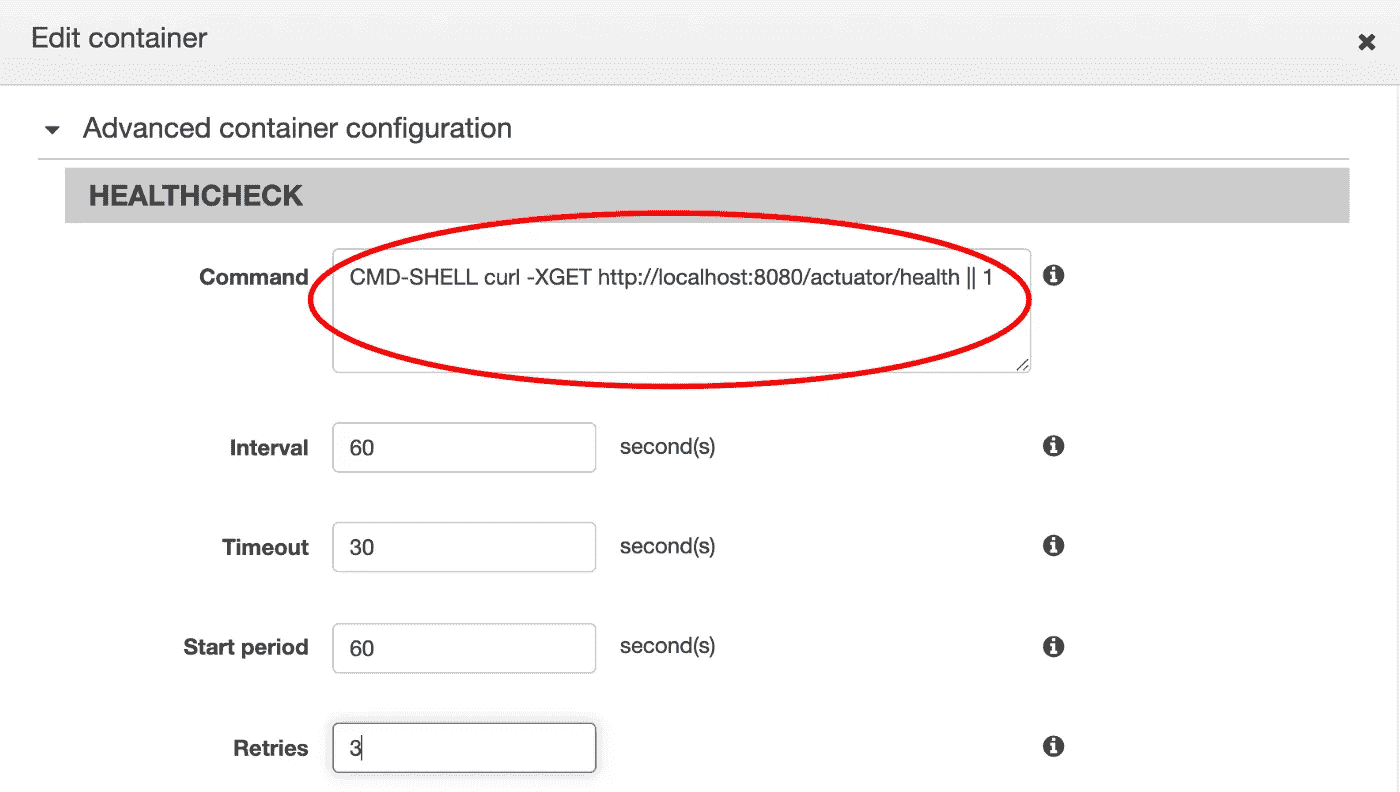 Edit container
Advanced container configuration
HEALTHCHECK
Command CMD-SHELL curl -XGET http://localhost:8080/actuator/health || 1
Interval 60 second(s)
Timeout 30 second(s)
Start period 60 second(s)
Retries 3